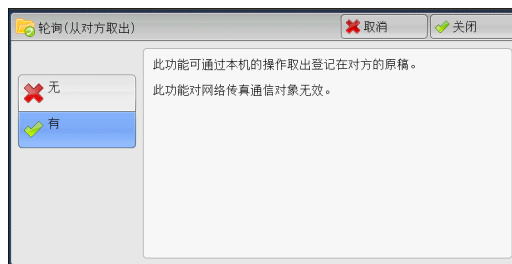 轮询(从对方取出)
取消
关闭
无
有
此功能可通过本机的操作取出登记在对方的原稿。
此功能对网络传真通信对象无效。